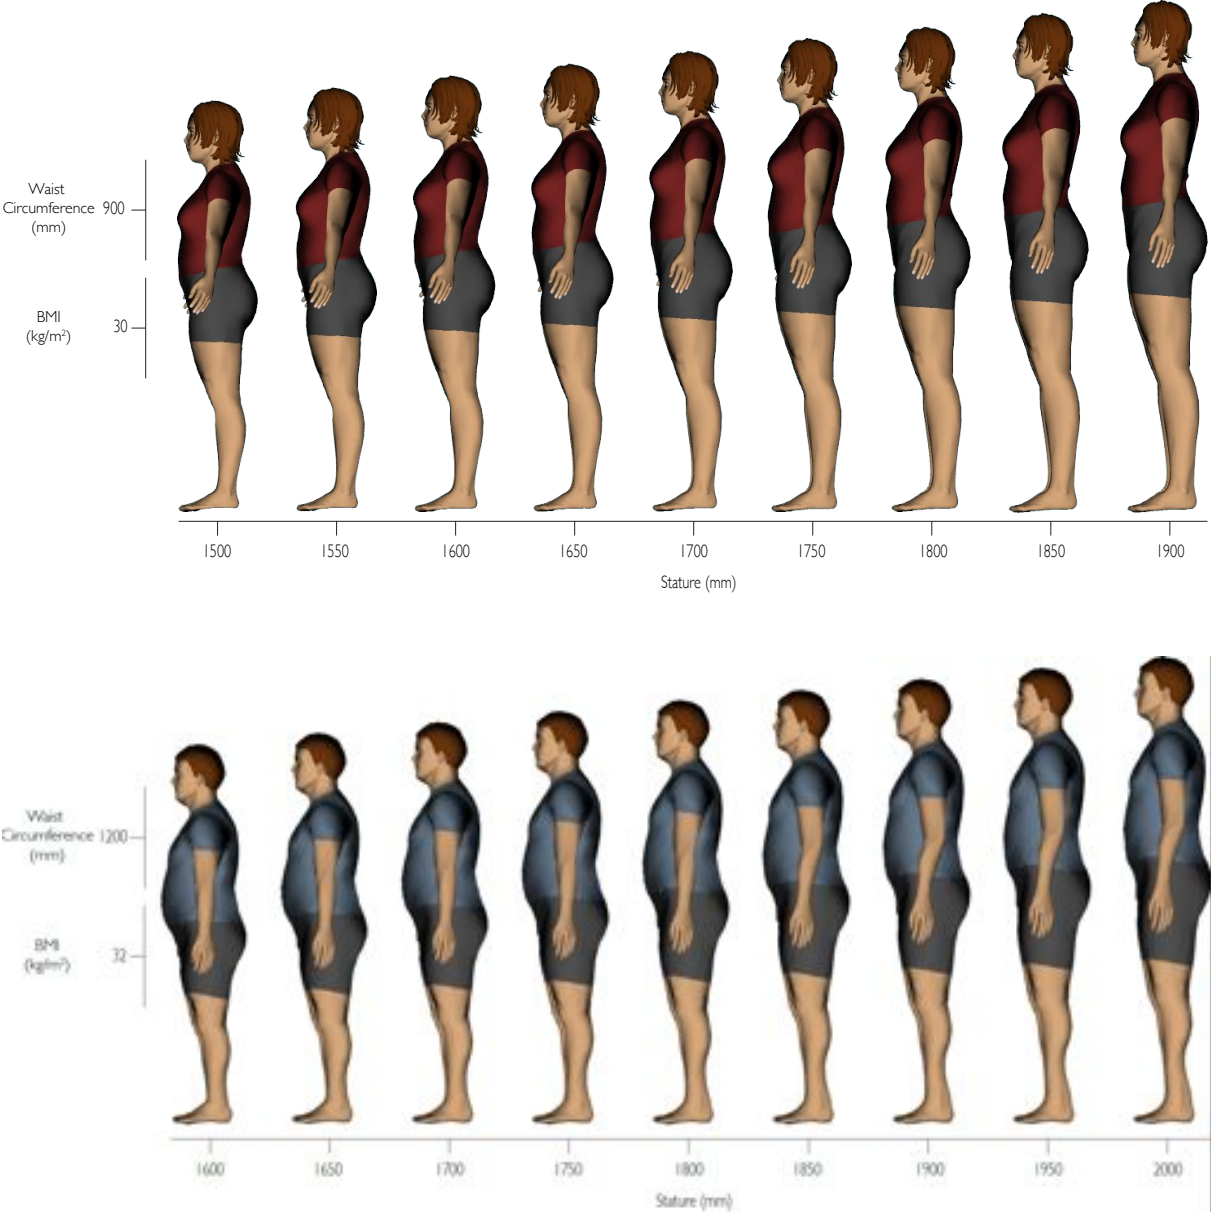 Waist
Circumference 900
(mm)
BMI
30
(kg/m²)
1500 1550 1600 1650 1700 1750 1800 1850 1900
Stature (mm)
Waist
Circumference 1200
(mm)
BMI
32
(kg/m²)
1600 1650 1700 1750 1800 1850 1900 1950 2000
Stature (mm)